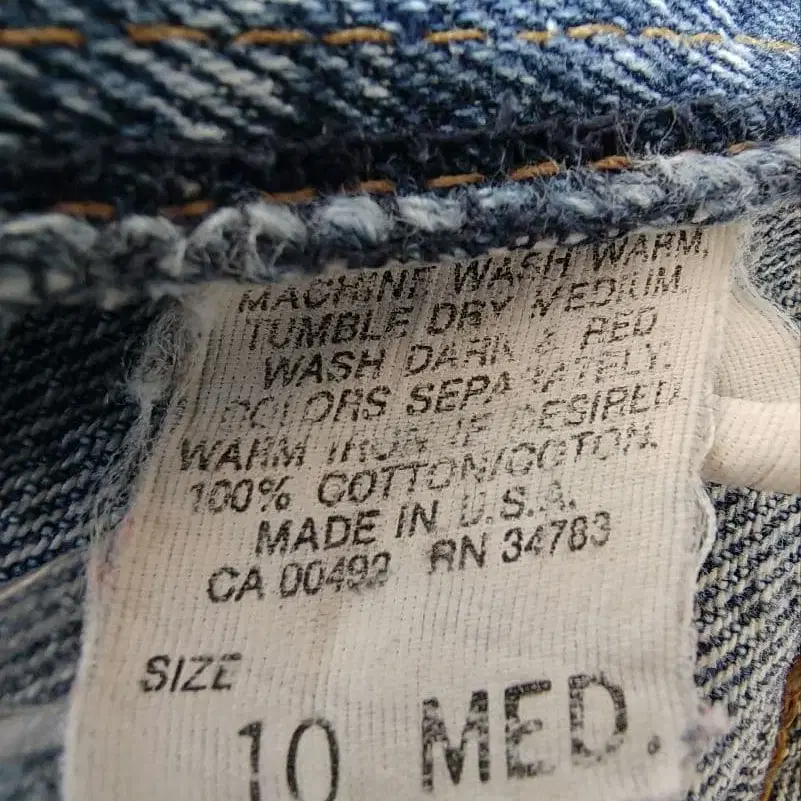 MACHINE WASH WARM,
TUMBLE DRY MEDIUM.
WASH DARK & RED
COLORS SEPARATELY.
WARM IRON IF DESIRED
100% COTTON/COTON.
MADE IN U.S.A.
CA 00492 RN 34783
SIZE
10 MED.